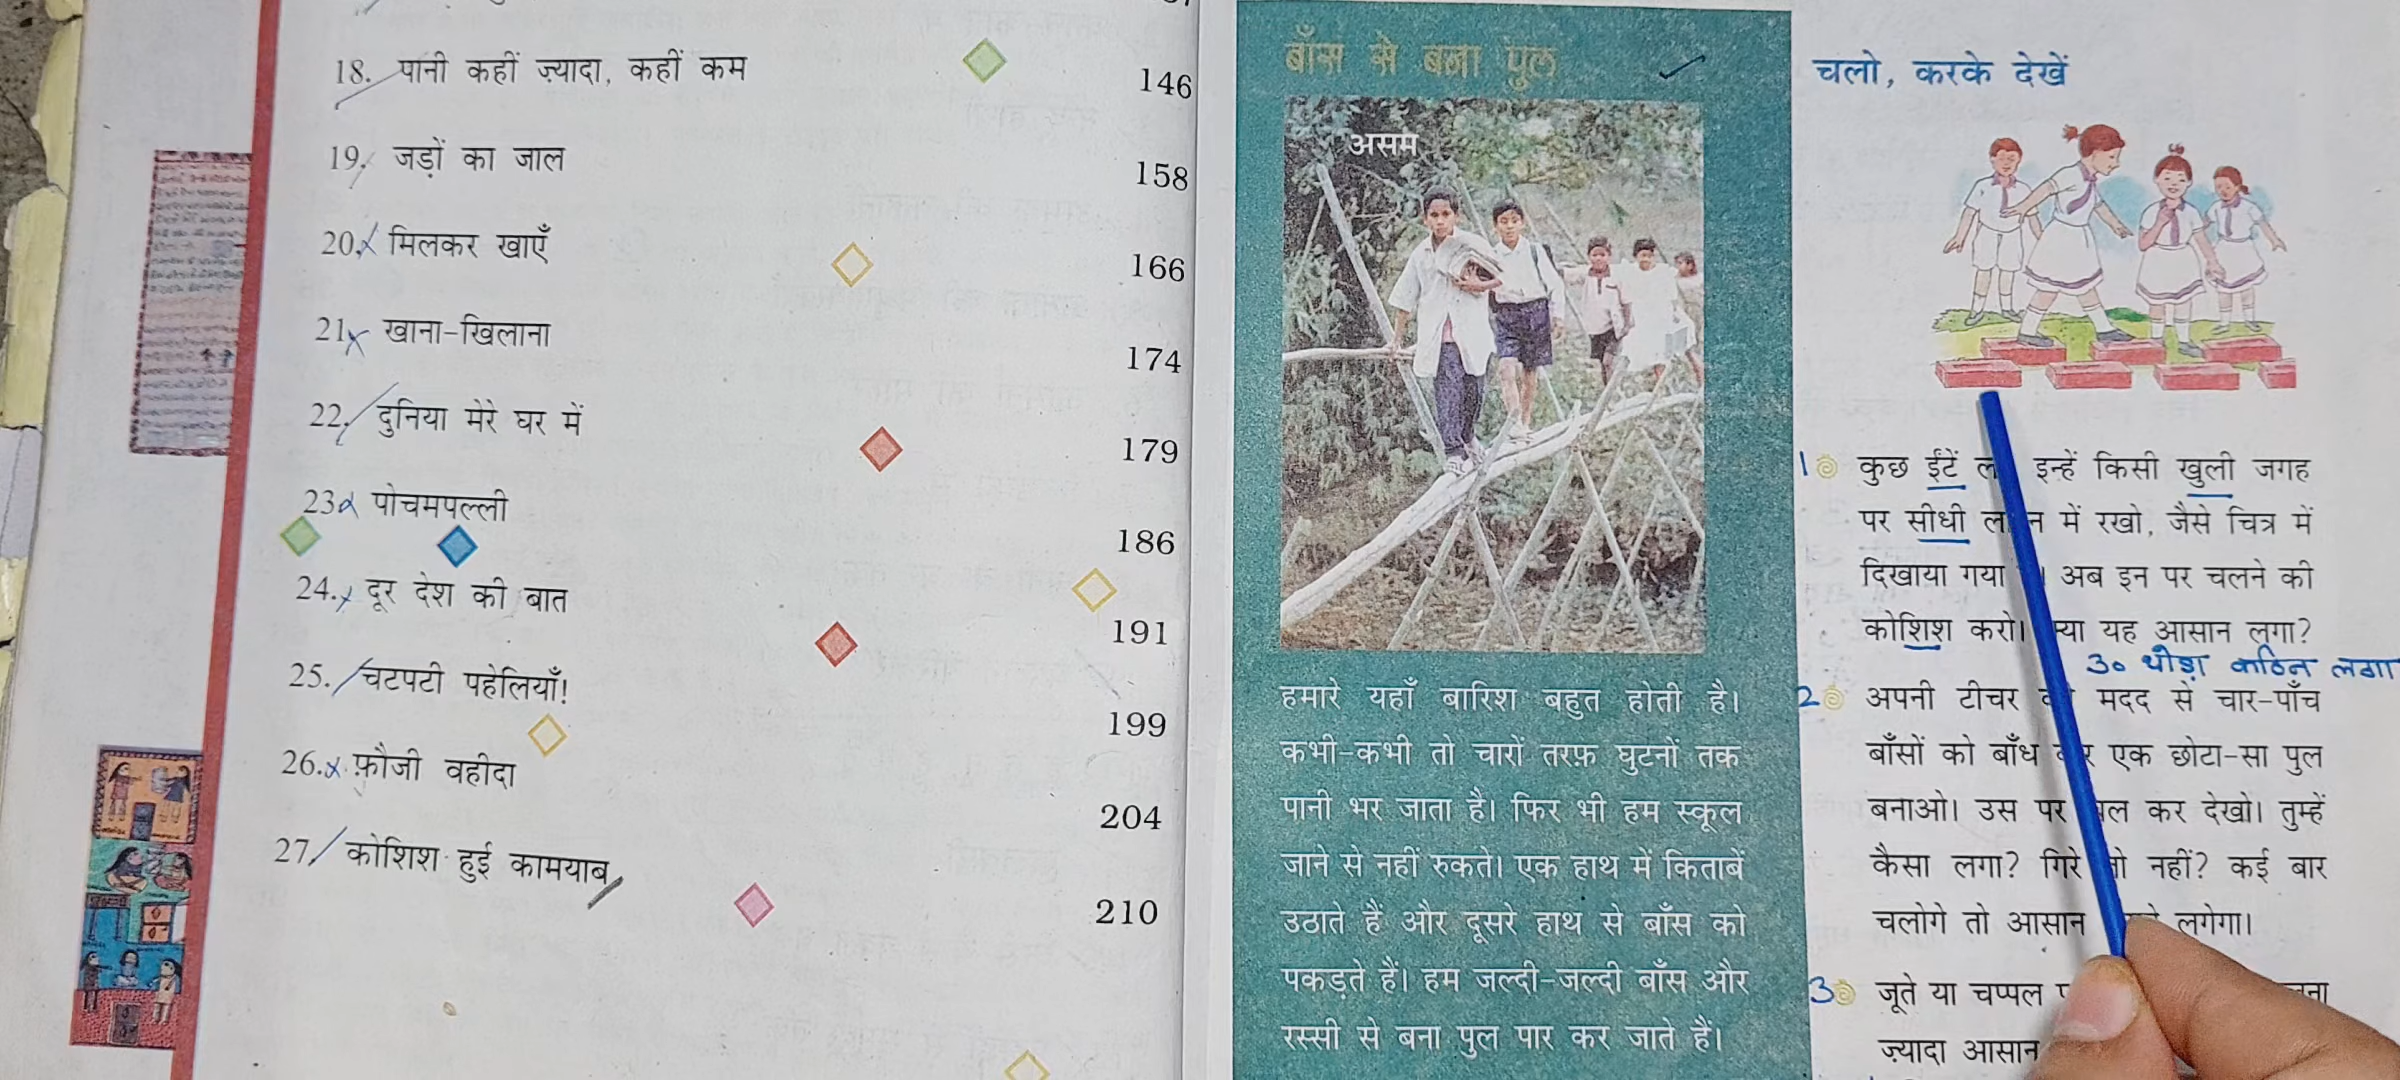 18. पानी कहीं ज़्यादा, कहीं कम 146
19. जड़ों का जाल 158
20. मिलकर खाएँ 166
21. खाना-खिलाना 174
22. दुनिया मेरे घर में 179
23. पोचमपल्ली 186
24. दूर देश की बात 191
25. चटपटी पहेलियाँ! 199
26. फ़ौजी वहीदा 204
27. कोशिश हुई कामयाब 210
बाँस से बना पुल
असम
हमारे यहाँ बारिश बहुत होती है।
कभी-कभी तो चारों तरफ़ घुटनों तक
पानी भर जाता है। फिर भी हम स्कूल
जाने से नहीं रुकते। एक हाथ में किताबें
उठाते हैं और दूसरे हाथ से बाँस को
पकड़ते हैं। हम जल्दी-जल्दी बाँस और
रस्सी से बना पुल पार कर जाते हैं।
चलो, करके देखें
1 कुछ ईंटें इन्हें किसी खुली जगह
पर सीधी में रखो, जैसे चित्र में
दिखाया गया अब इन पर चलने की
कोशिश करो। यह आसान लगा?
उ० थोड़ा कठिन लगा
2 अपनी टीचर मदद से चार-पाँच
बाँसों को बाँध एक छोटा-सा पुल
बनाओ। उस पर कर देखो। तुम्हें
कैसा लगा? गिरे नहीं? कई बार
चलोगे तो आसान लगेगा।
3 जूते या चप्पल
ज़्यादा आसान